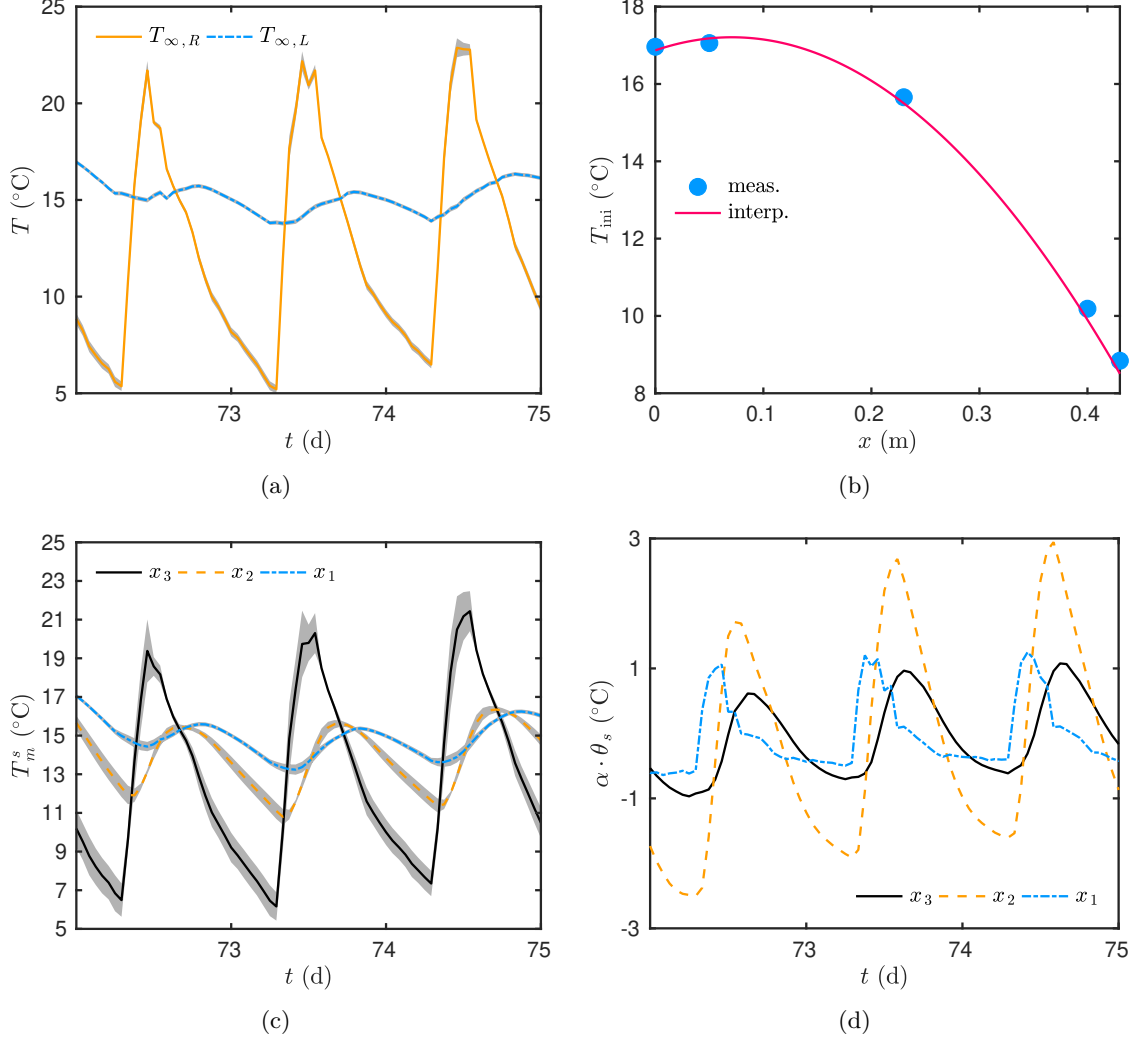 25
20
15
10
5
73
74
75
T∞,R
T∞,L
T (°C)
t (d)
(a)
18
16
14
12
10
8
0
0.1
0.2
0.3
0.4
meas.
interp.
Tini (°C)
x (m)
(b)
25
23
21
19
17
15
13
11
9
7
5
73
74
75
x3
x2
x1
Tms (°C)
t (d)
(c)
3
1
-1
-3
73
74
75
x3
x2
x1
α · θs (°C)
t (d)
(d)